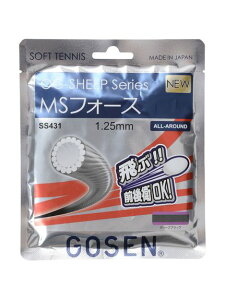 SOFT TENNIS
MADE IN JAPAN
OG-SHEEP Series
NEW
MSフォース
SS431
1.25mm
ALL-AROUND
飛ぶ!!
前後衛OK!
GOSEN®